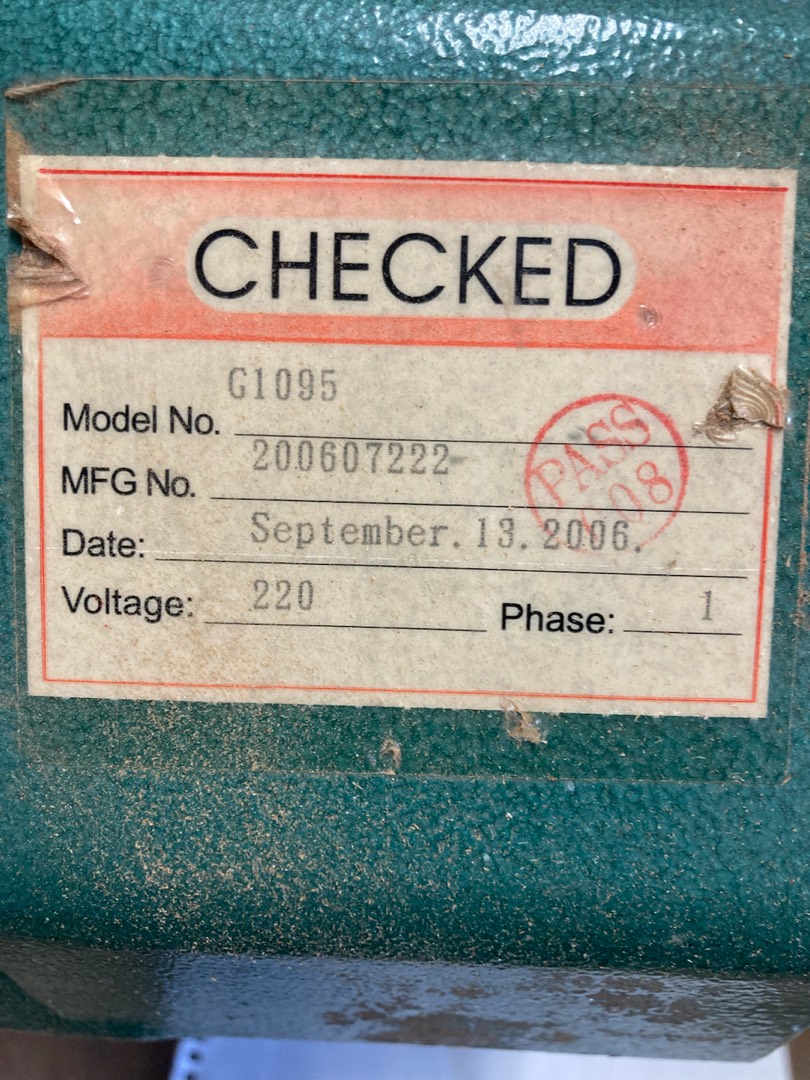 CHECKED
Model No. G1095
MFG No. 200607222
Date: September. 13. 2006.
Voltage: 220 Phase: 1
PASS
08